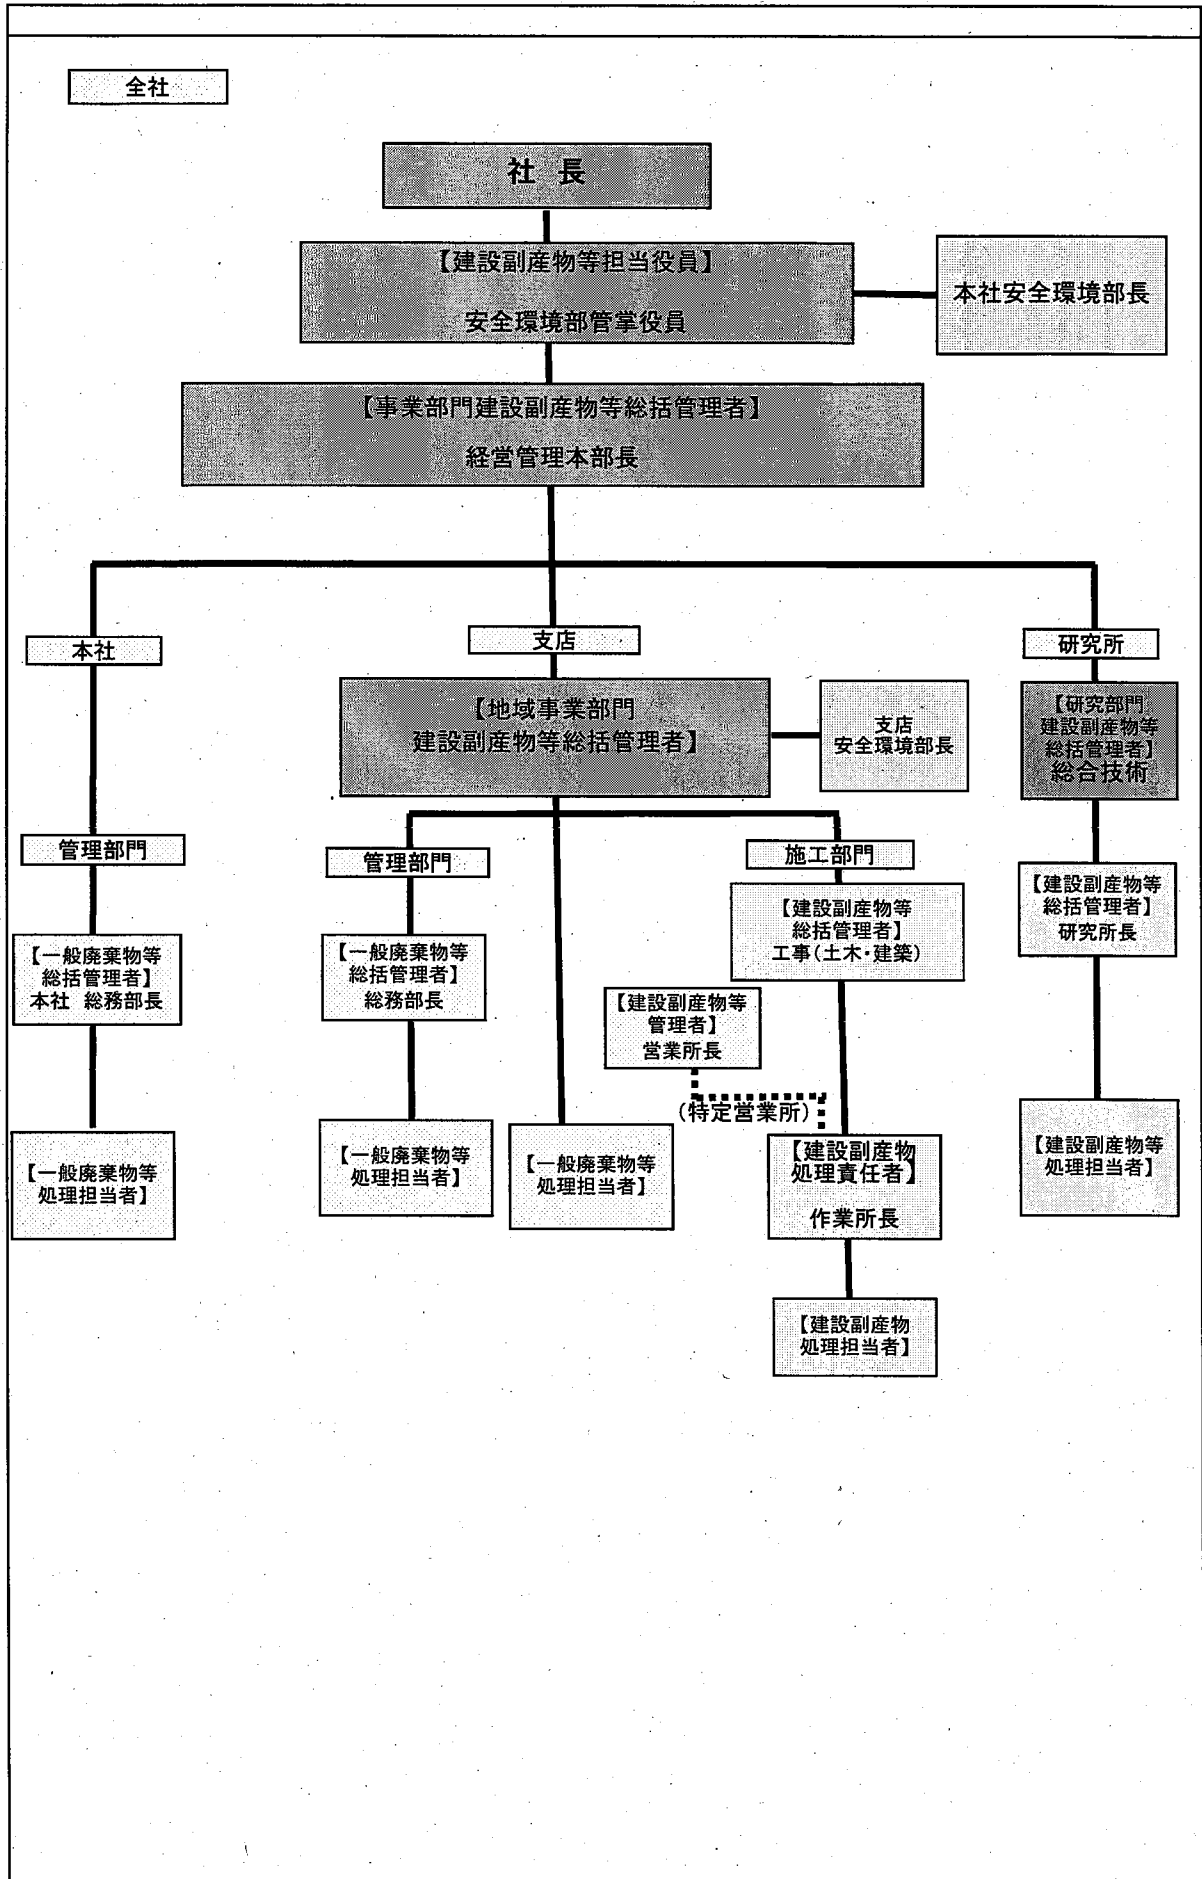 全社
社 長
【建設副産物等担当役員】
安全環境部管掌役員
本社安全環境部長
【事業部門建設副産物等総括管理者】
経営管理本部長
本社
支店
研究所
【地域事業部門
建設副産物等総括管理者】
支店
安全環境部長
【研究部門
建設副産物等
総括管理者】
総合技術
管理部門
管理部門
施工部門
【一般廃棄物等
総括管理者】
本社 総務部長
【一般廃棄物等
総括管理者】
総務部長
【建設副産物等
総括管理者】
工事(土木・建築)
【建設副産物等
総括管理者】
研究所長
【建設副産物等
管理者】
営業所長
(特定営業所)
【一般廃棄物等
処理担当者】
【一般廃棄物等
処理担当者】
【一般廃棄物等
処理担当者】
【建設副産物
処理責任者】
作業所長
【建設副産物等
処理担当者】
【建設副産物
処理担当者】